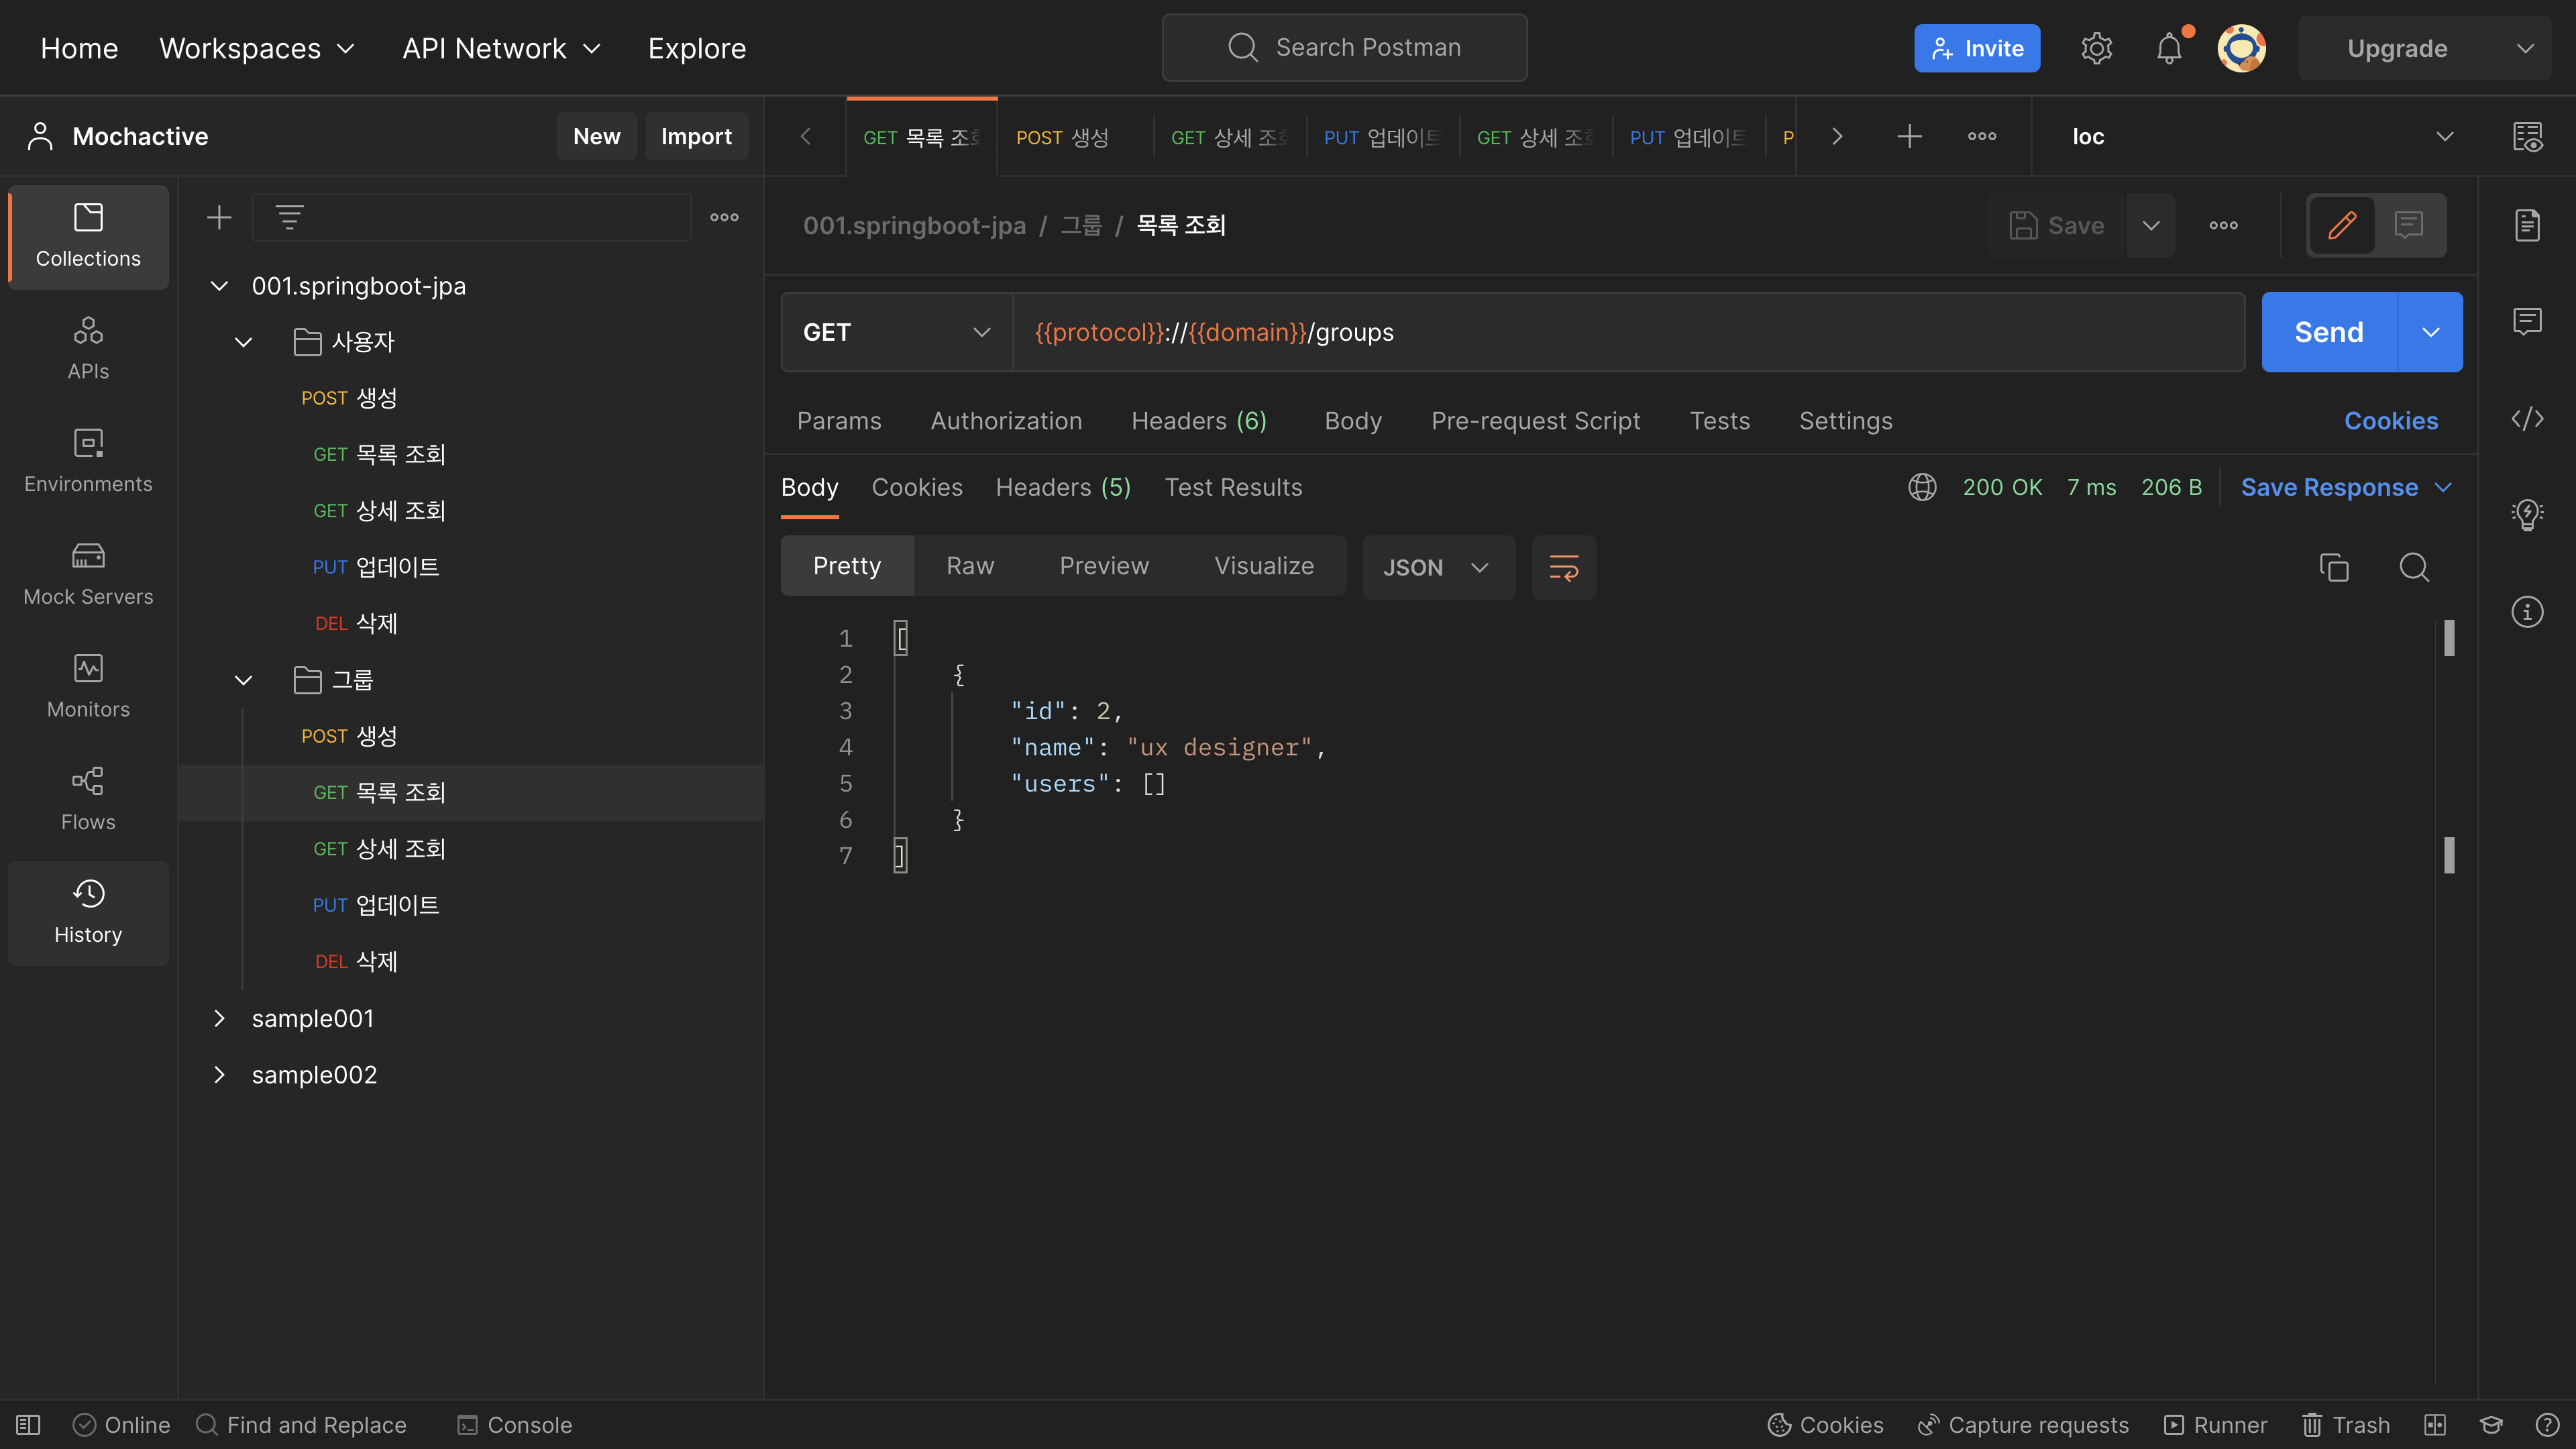 Home Workspaces API Network Explore Search Postman Invite Upgrade
Mochactive New Import
GET 목록 조회 POST 생성 GET 상세 조회 PUT 업데이트 GET 상세 조회 PUT 업데이트 P loc
Collections
APIs
Environments
Mock Servers
Monitors
Flows
History
001.springboot-jpa
사용자
POST 생성
GET 목록 조회
GET 상세 조회
PUT 업데이트
DEL 삭제
그룹
POST 생성
GET 목록 조회
GET 상세 조회
PUT 업데이트
DEL 삭제
sample001
sample002
001.springboot-jpa / 그룹 / 목록 조회 Save
GET {{protocol}}://{{domain}}/groups Send
Params Authorization Headers (6) Body Pre-request Script Tests Settings Cookies
Body Cookies Headers (5) Test Results 200 OK 7 ms 206 B Save Response
Pretty Raw Preview Visualize JSON
1 [
2 {
3 "id": 2,
4 "name": "ux designer",
5 "users": []
6 }
7 ]
Online Find and Replace Console Cookies Capture requests Runner Trash